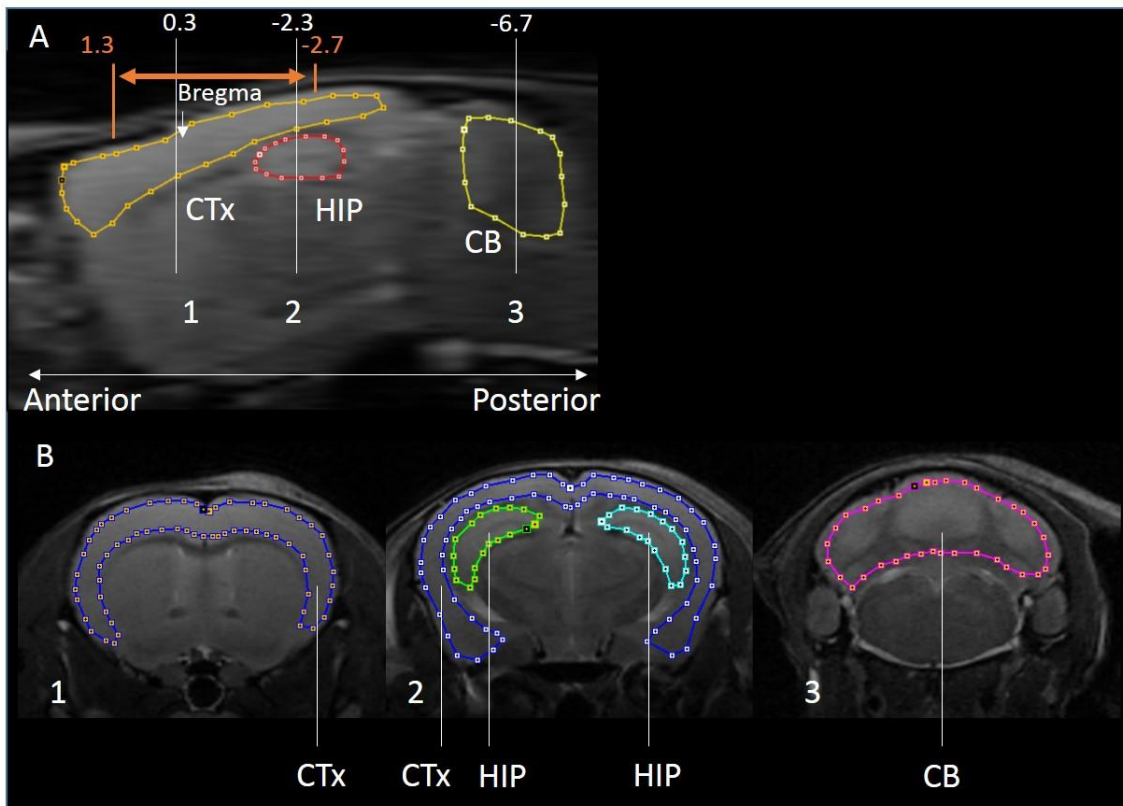 A
0.3
-2.3
-6.7
1.3
-2.7
Bregma
CTx
HIP
CB
1
2
3
Anterior
Posterior
B
1
2
3
CTx
CTx
HIP
HIP
CB